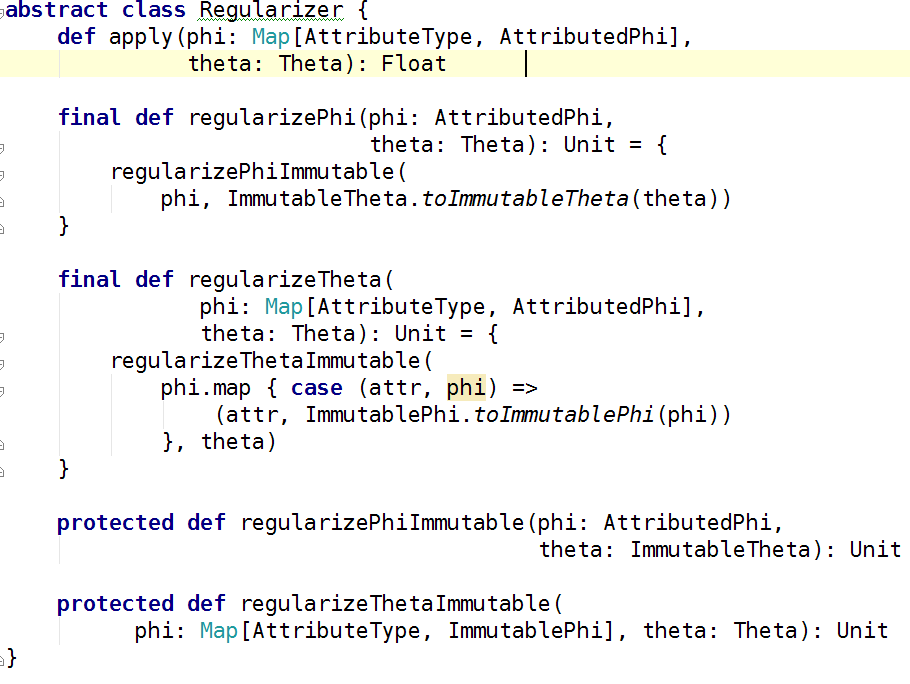 abstract class Regularizer {
    def apply(phi: Map[AttributeType, AttributedPhi],
              theta: Theta): Float

    final def regularizePhi(phi: AttributedPhi,
                            theta: Theta): Unit = {
        regularizePhiImmutable(
            phi, ImmutableTheta.toImmutableTheta(theta))
    }

    final def regularizeTheta(
               phi: Map[AttributeType, AttributedPhi],
               theta: Theta): Unit = {
        regularizeThetaImmutable(
            phi.map { case (attr, phi) =>
                (attr, ImmutablePhi.toImmutablePhi(phi))
            }, theta)
    }

    protected def regularizePhiImmutable(phi: AttributedPhi,
                                         theta: ImmutableTheta): Unit

    protected def regularizeThetaImmutable(
          phi: Map[AttributeType, ImmutablePhi], theta: Theta): Unit
}